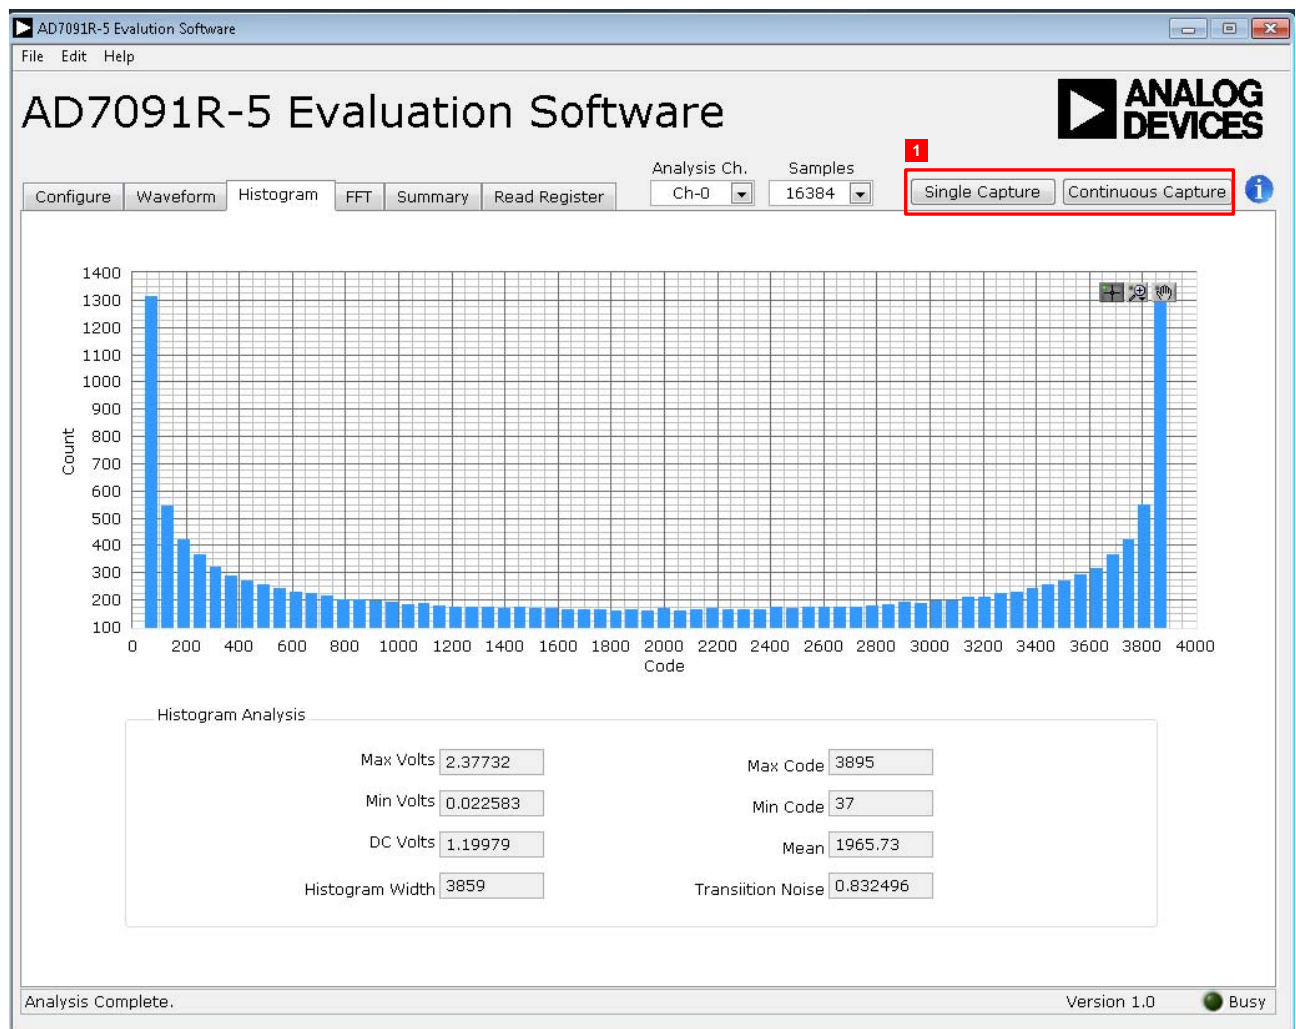 AD7091R-5 Evalution Software
File Edit Help
AD7091R-5 Evaluation Software
ANALOG
DEVICES
1
Analysis Ch. Samples
Configure Waveform Histogram FFT Summary Read Register Ch-0 16384 Single Capture Continuous Capture i
1400
1300
1200
1100
1000
900
800
700
600
500
400
300
200
100
Count
0 200 400 600 800 1000 1200 1400 1600 1800 2000 2200 2400 2600 2800 3000 3200 3400 3600 3800 4000
Code
Histogram Analysis
Max Volts 2.37732 Max Code 3895
Min Volts 0.022583 Min Code 37
DC Volts 1.19979 Mean 1965.73
Histogram Width 3859 Transiition Noise 0.832496
Analysis Complete. Version 1.0 Busy